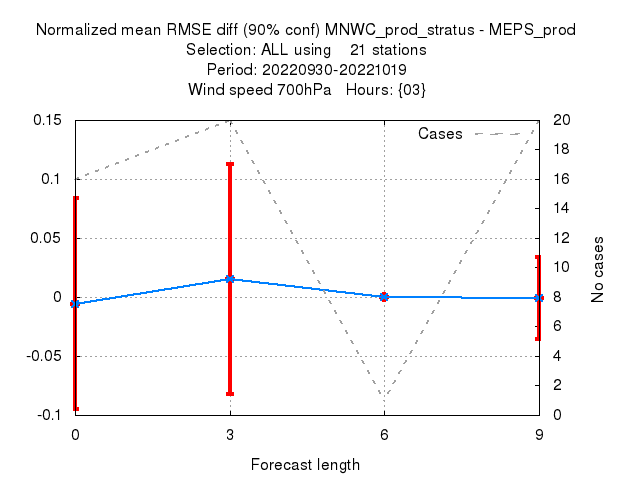 Normalized mean RMSE diff (90% conf) MNWC_prod_stratus - MEPS_prod
Selection: ALL using    21 stations
Period: 20220930-20221019
Wind speed 700hPa   Hours: {03}
Cases
0.15
0.1
0.05
0
-0.05
-0.1
20
18
16
14
12
10
8
6
4
2
0
No cases
0 3 6 9
Forecast length